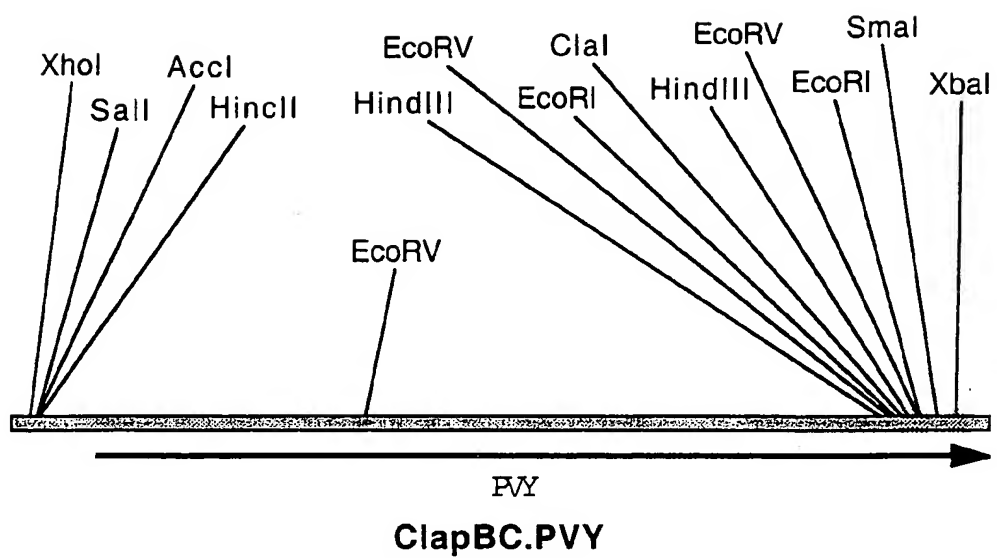 XhoI
SalI
AccI
HincII
HindIII
EcoRV
EcoRI
ClaI
HindIII
EcoRV
EcoRI
SmaI
XbaI
EcoRV
PVY
ClapBC.PVY